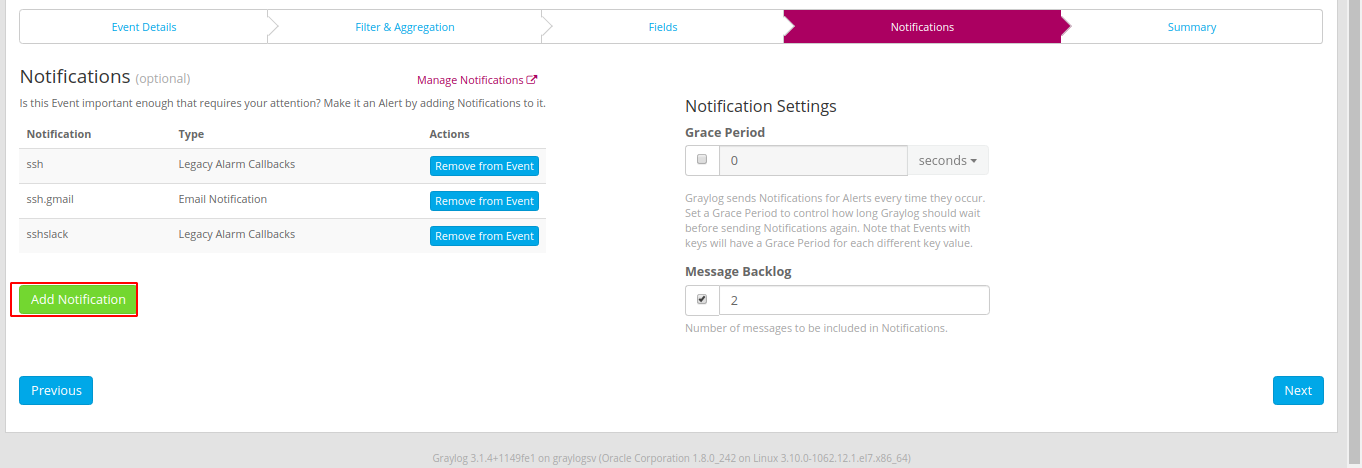 Event Details
Filter & Aggregation
Fields
Notifications
Summary
Notifications (optional)
Manage Notifications
Is this Event important enough that requires your attention? Make it an Alert by adding Notifications to it.
Notification Type Actions
ssh Legacy Alarm Callbacks Remove from Event
ssh.gmail Email Notification Remove from Event
sshslack Legacy Alarm Callbacks Remove from Event
Add Notification
Notification Settings
Grace Period
0 seconds
Graylog sends Notifications for Alerts every time they occur.
Set a Grace Period to control how long Graylog should wait
before sending Notifications again. Note that Events with
keys will have a Grace Period for each different key value.
Message Backlog
2
Number of messages to be included in Notifications.
Previous
Next
Graylog 3.1.4+1149fe1 on graylogsv (Oracle Corporation 1.8.0_242 on Linux 3.10.0-1062.12.1.el7.x86_64)